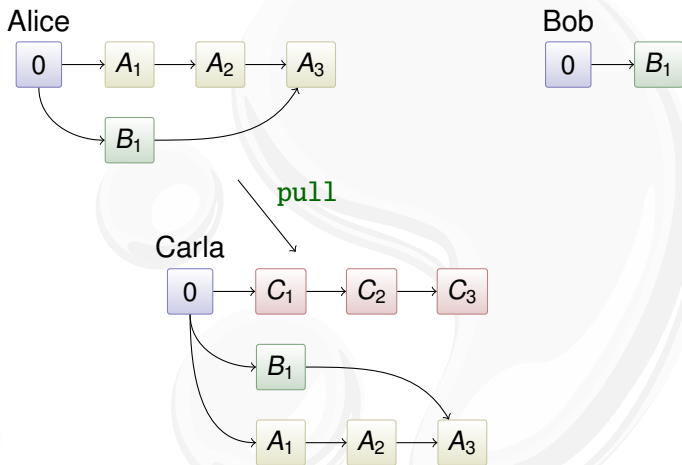 Alice
Bob
0 A₁ A₂ A₃
0 B₁
B₁
pull
Carla
0 C₁ C₂ C₃
B₁
A₁ A₂ A₃